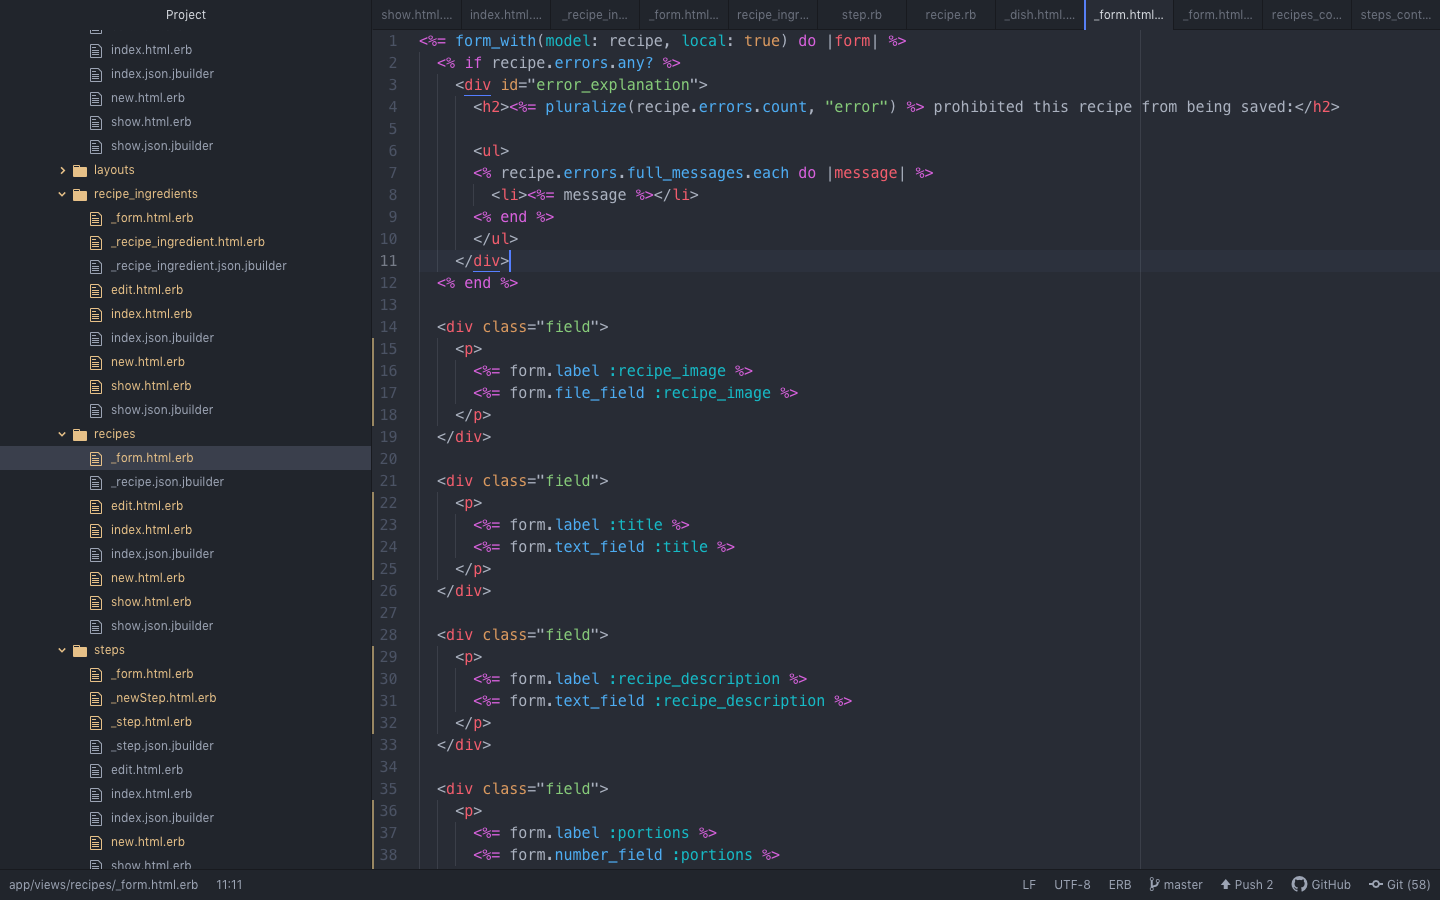 Project
index.html.erb
index.json.jbuilder
new.html.erb
show.html.erb
show.json.jbuilder
layouts
recipe_ingredients
_form.html.erb
_recipe_ingredient.html.erb
_recipe_ingredient.json.jbuilder
edit.html.erb
index.html.erb
index.json.jbuilder
new.html.erb
show.html.erb
show.json.jbuilder
recipes
_form.html.erb
_recipe.json.jbuilder
edit.html.erb
index.html.erb
index.json.jbuilder
new.html.erb
show.html.erb
show.json.jbuilder
steps
_form.html.erb
_newStep.html.erb
_step.html.erb
_step.json.jbuilder
edit.html.erb
index.html.erb
index.json.jbuilder
new.html.erb
show.html.erb
show.html.... index.html.... _recipe_in... _form.html... recipe_ingr... step.rb recipe.rb _dish.html.... _form.html... _form.html... recipes_co... steps_cont...
1 <%= form_with(model: recipe, local: true) do |form| %>
2 <% if recipe.errors.any? %>
3 <div id="error_explanation">
4 <h2><%= pluralize(recipe.errors.count, "error") %> prohibited this recipe from being saved:</h2>
5
6 <ul>
7 <% recipe.errors.full_messages.each do |message| %>
8 <li><%= message %></li>
9 <% end %>
10 </ul>
11 </div>
12 <% end %>
13
14 <div class="field">
15 <p>
16 <%= form.label :recipe_image %>
17 <%= form.file_field :recipe_image %>
18 </p>
19 </div>
20
21 <div class="field">
22 <p>
23 <%= form.label :title %>
24 <%= form.text_field :title %>
25 </p>
26 </div>
27
28 <div class="field">
29 <p>
30 <%= form.label :recipe_description %>
31 <%= form.text_field :recipe_description %>
32 </p>
33 </div>
34
35 <div class="field">
36 <p>
37 <%= form.label :portions %>
38 <%= form.number_field :portions %>
app/views/recipes/_form.html.erb 11:11 LF UTF-8 ERB master Push 2 GitHub Git (58)